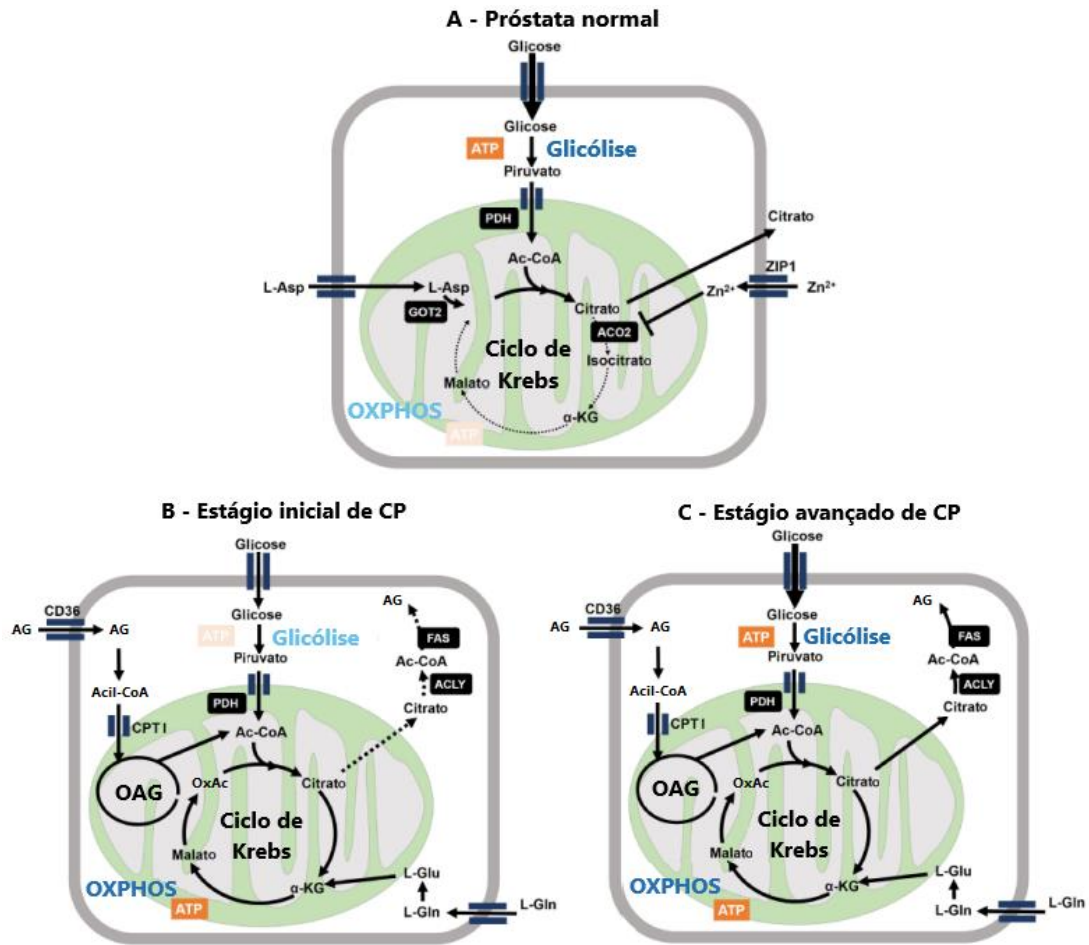 A - Próstata normal
Glicose
Glicose
ATP
Glicólise
Piruvato
PDH
Citrato
Ac-CoA
ZIP1
L-Asp
L-Asp
Zn²⁺
Zn²⁺
GOT2
Citrato
ACO2
Ciclo de
Krebs
Isocitrato
Malato
OXPHOS
α-KG
ATP
B - Estágio inicial de CP
Glicose
CD36
AG
AG
AG
Glicose
ATP
Glicólise
FAS
Piruvato
Ac-CoA
Acil-CoA
PDH
ACLY
Citrato
CPT I
Ac-CoA
OAG
OxAc
Citrato
Ciclo de
Krebs
Malato
L-Glu
OXPHOS
α-KG
ATP
L-Gln
L-Gln
C - Estágio avançado de CP
Glicose
CD36
AG
AG
AG
Glicose
ATP
Glicólise
FAS
Piruvato
Ac-CoA
Acil-CoA
PDH
ACLY
Citrato
CPT I
Ac-CoA
OAG
OxAc
Citrato
Ciclo de
Krebs
Malato
L-Glu
OXPHOS
α-KG
ATP
L-Gln
L-Gln